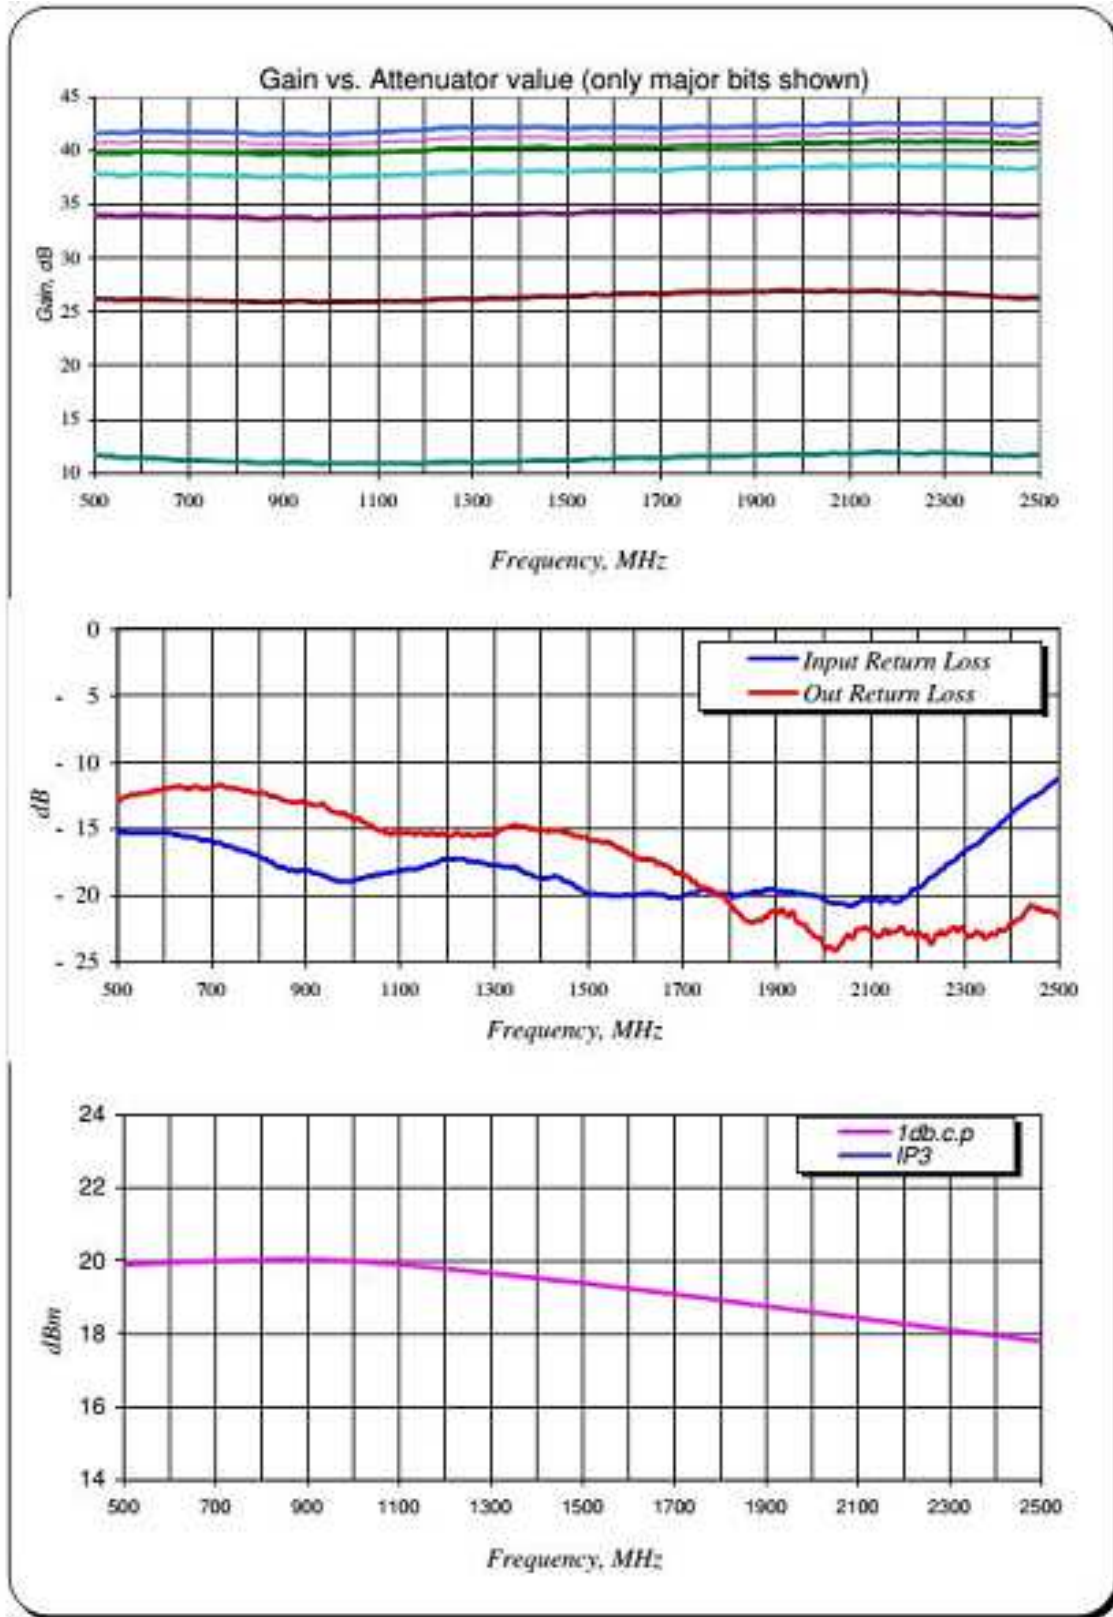 Gain vs. Attenuator value (only major bits shown)
45
40
35
30
25
20
15
10
Gain, dB
500 700 900 1100 1300 1500 1700 1900 2100 2300 2500
Frequency, MHz
0
- 5
- 10
- 15
- 20
- 25
dB
Input Return Loss
Out Return Loss
500 700 900 1100 1300 1500 1700 1900 2100 2300 2500
Frequency, MHz
24
22
20
18
16
14
dBm
1db.c.p
IP3
500 700 900 1100 1300 1500 1700 1900 2100 2300 2500
Frequency, MHz